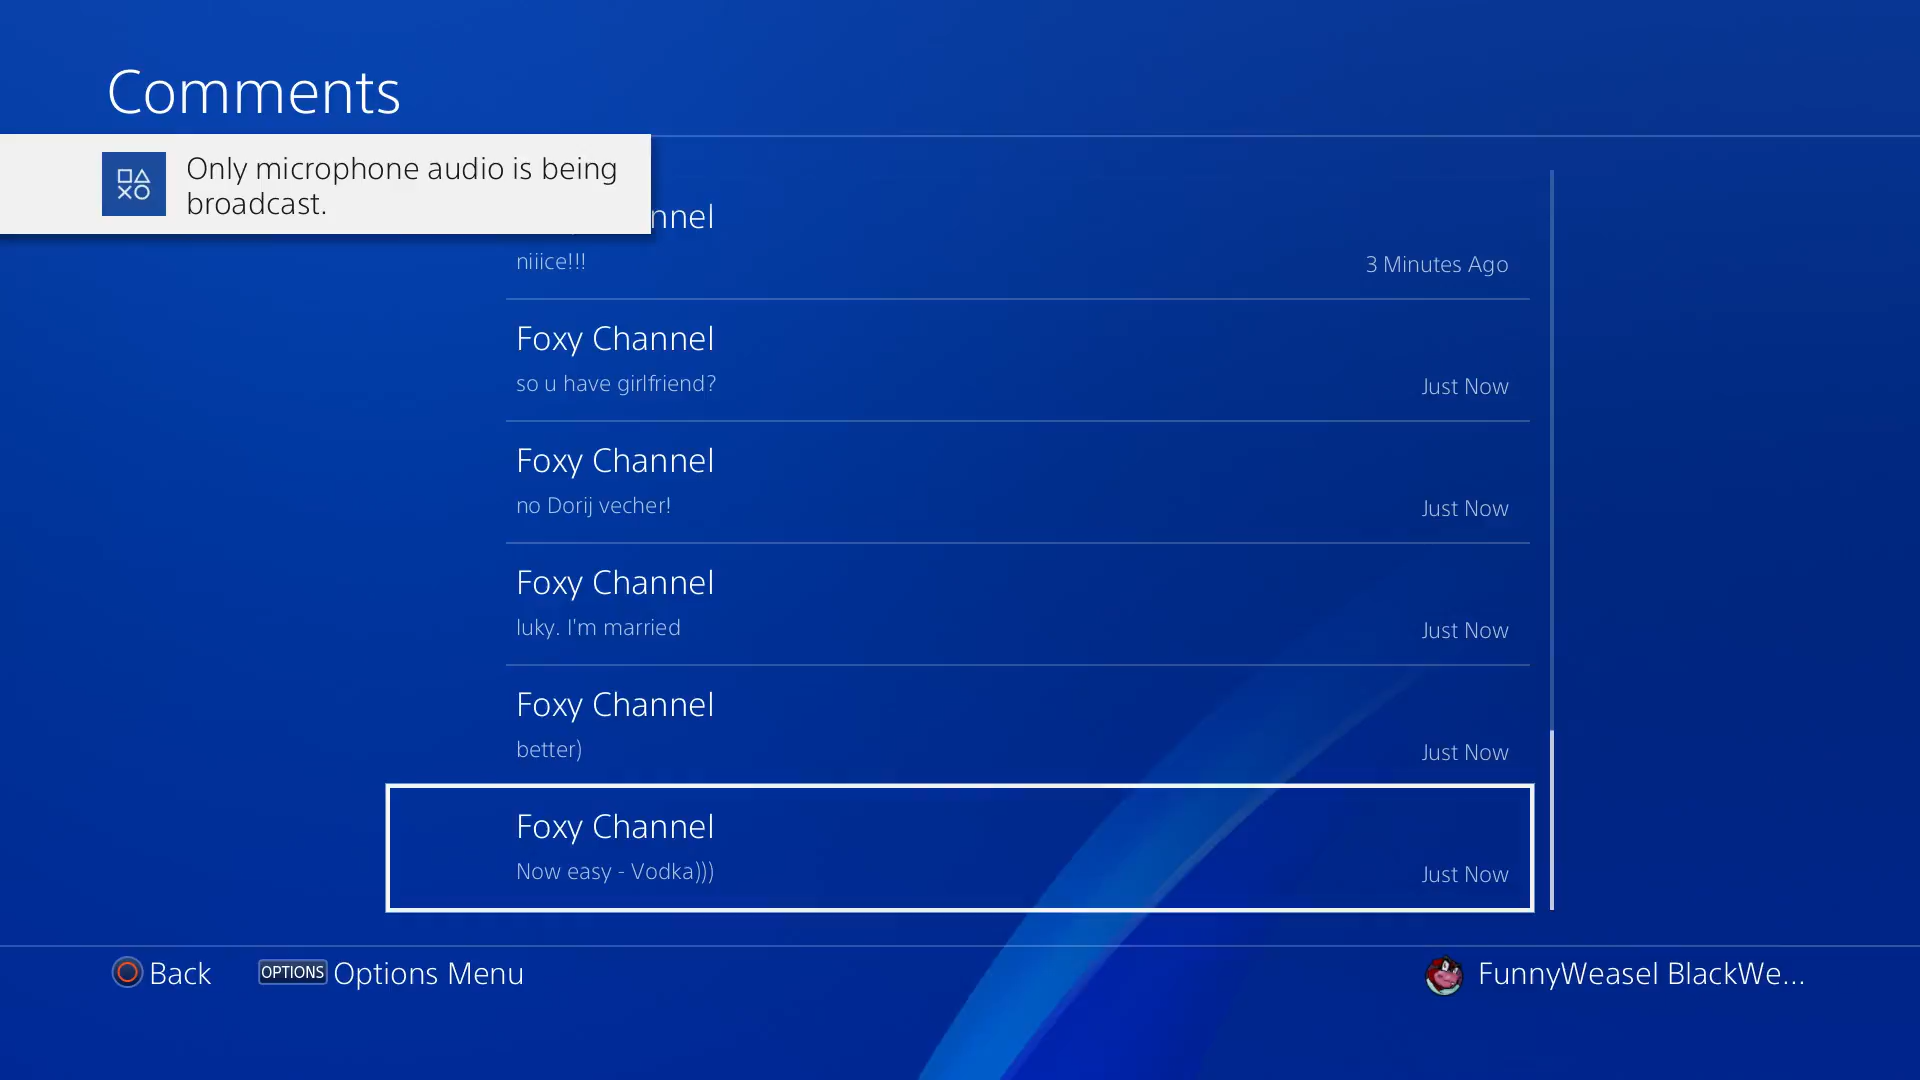 Comments
Only microphone audio is being
broadcast.
nnel
niiice!!!
3 Minutes Ago
Foxy Channel
so u have girlfriend?
Just Now
Foxy Channel
no Dorij vecher!
Just Now
Foxy Channel
luky. I'm married
Just Now
Foxy Channel
better)
Just Now
Foxy Channel
Now easy - Vodka)))
Just Now
Back
OPTIONS Options Menu
FunnyWeasel BlackWe...